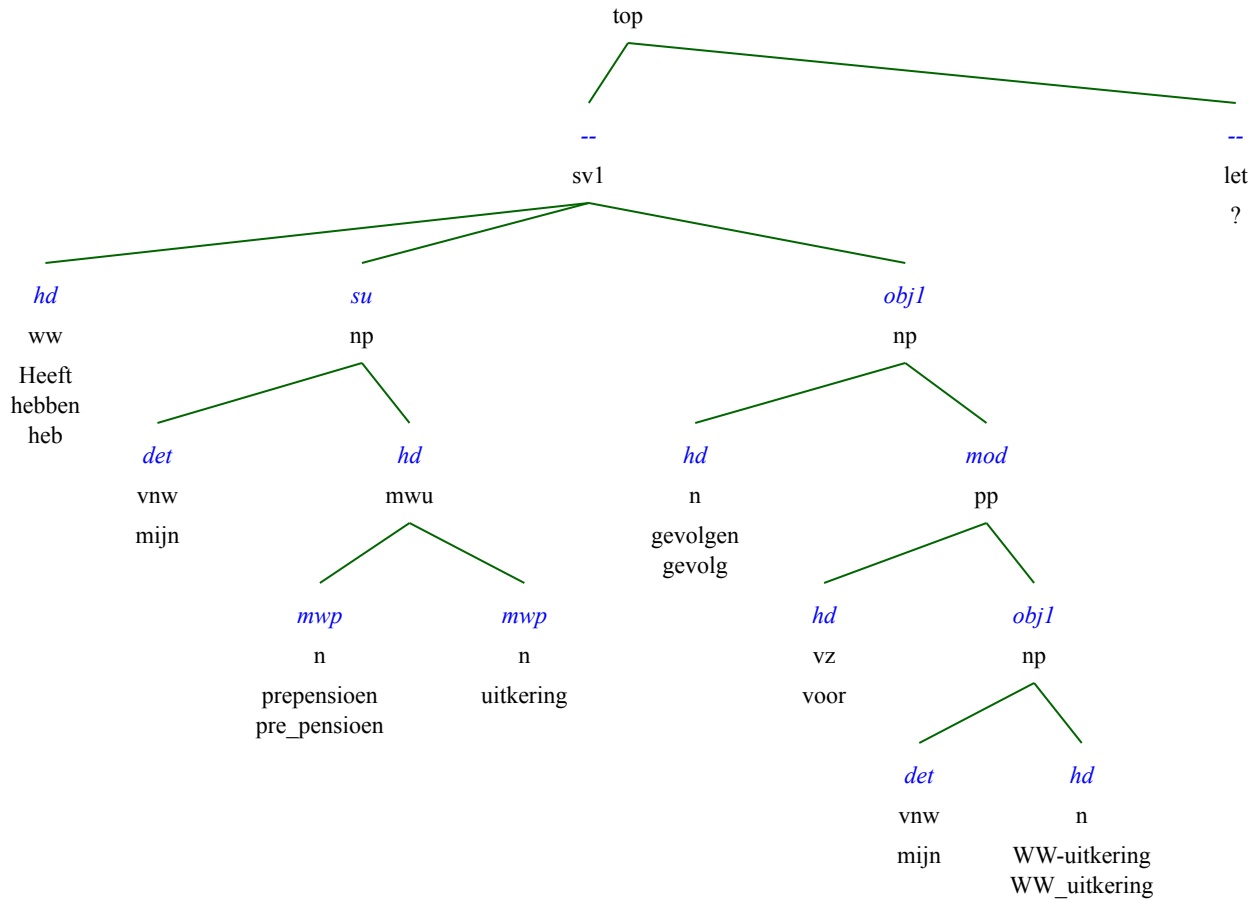 top
-- --
sv1 let
?
hd su obj1
ww np np
Heeft
hebben
heb
det hd hd mod
vnw mwu n pp
mijn gevolgen
gevolg
mwp mwp hd obj1
n n vz np
prepensioen uitkering voor
pre_pensioen
det hd
vnw n
mijn WW-uitkering
WW_uitkering